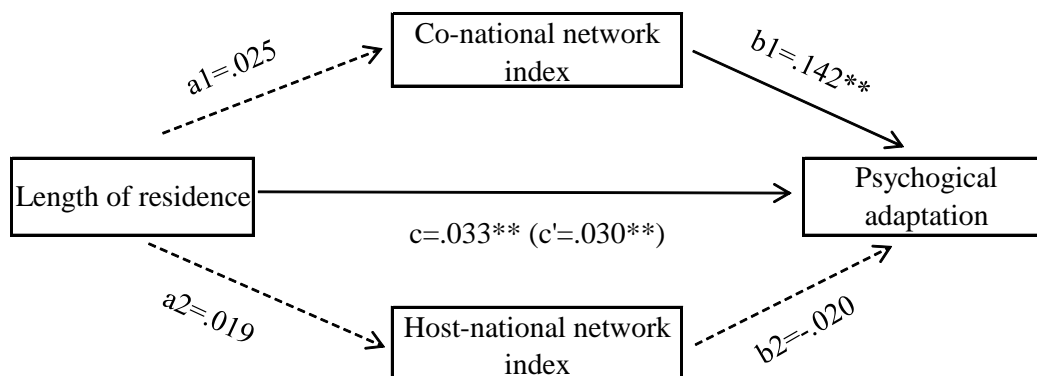 Co-national network
index
a1=.025
b1=.142**
Length of residence
Psychogical
adaptation
c=.033** (c'=.030**)
a2=.019
Host-national network
index
b2=-.020